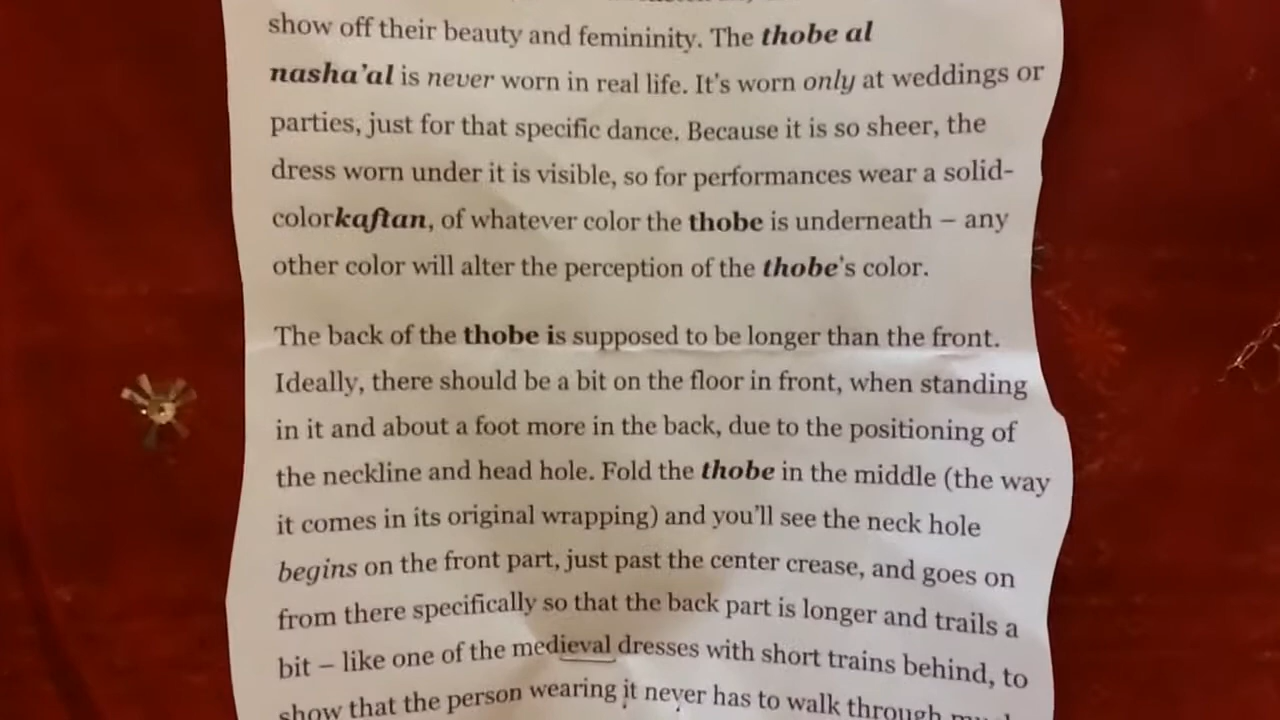 show off their beauty and femininity. The thobe al
nasha'al is never worn in real life. It's worn only at weddings or
parties, just for that specific dance. Because it is so sheer, the
dress worn under it is visible, so for performances wear a solid-
colorkaftan, of whatever color the thobe is underneath – any
other color will alter the perception of the thobe's color.
The back of the thobe is supposed to be longer than the front.
Ideally, there should be a bit on the floor in front, when standing
in it and about a foot more in the back, due to the positioning of
the neckline and head hole. Fold the thobe in the middle (the way
it comes in its original wrapping) and you'll see the neck hole
begins on the front part, just past the center crease, and goes on
from there specifically so that the back part is longer and trails a
bit – like one of the medieval dresses with short trains behind, to
show that the person wearing it never has to walk through